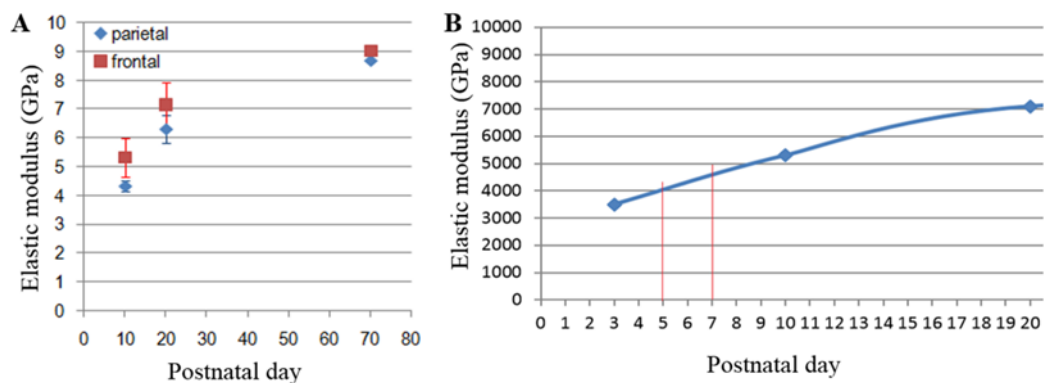 A
parietal
frontal
Elastic modulus (GPa)
10
9
8
7
6
5
4
3
2
1
0
0 10 20 30 40 50 60 70 80
Postnatal day
B
Elastic modulus (GPa)
10000
9000
8000
7000
6000
5000
4000
3000
2000
1000
0
0 1 2 3 4 5 6 7 8 9 10 11 12 13 14 15 16 17 18 19 20
Postnatal day